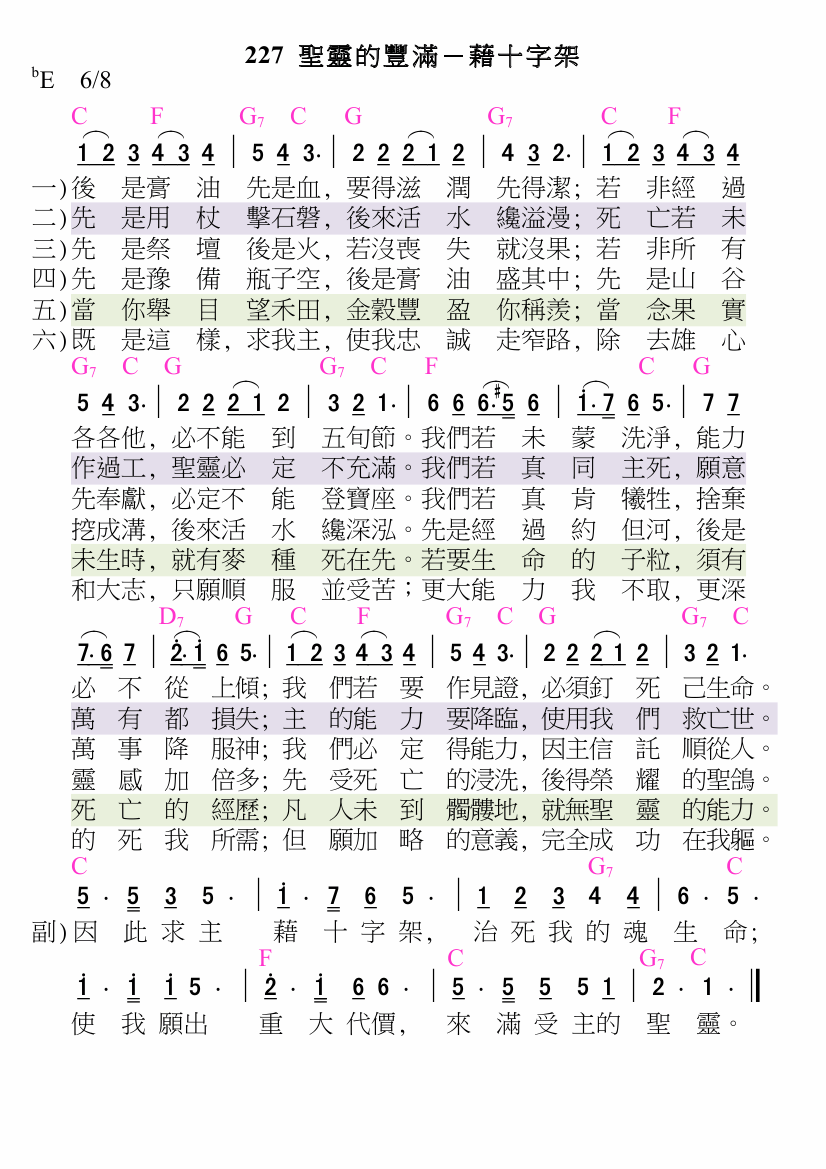 227 聖靈的豐滿－藉十字架
bE 6/8
C F G7 C G G7 C F
1 2 3 4 3 4 | 5 4 3· | 2 2 2 1 2 | 4 3 2· | 1 2 3 4 3 4
一)後 是膏 油 先是血，要得滋 潤 先得潔；若 非經 過
二)先 是用 杖 擊石磐，後來活 水 纔溢漫；死 亡若 未
三)先 是祭 壇 後是火，若沒喪 失 就沒果；若 非所 有
四)先 是豫 備 瓶子空，後是膏 油 盛其中；先 是山 谷
五)當 你舉 目 望禾田，金穀豐 盈 你稱羨；當 念果 實
六)既 是這 樣，求我主，使我忠 誠 走窄路，除 去雄 心
G7 C G G7 C F C G
5 4 3· | 2 2 2 1 2 | 3 2 1· | 6 6 6·#5 6 | i·7 6 5· | 7 7
各各他，必不能 到 五旬節。我們若 未 蒙 洗淨，能力
作過工，聖靈必 定 不充滿。我們若 真 同 主死，願意
先奉獻，必定不 能 登寶座。我們若 真 肯 犧牲，捨棄
挖成溝，後來活 水 纔深泓。先是經 過 約 但河，後是
未生時，就有麥 種 死在先。若要生 命 的 子粒，須有
和大志，只願順 服 並受苦；更大能 力 我 不取，更深
D7 G C F G7 C G G7 C
7·6 7 | 2̇·i 6 5· | 1 2 3 4 3 4 | 5 4 3· | 2 2 2 1 2 | 3 2 1·
必 不 從 上傾；我 們若 要 作見證，必須釘 死 己生命。
萬 有 都 損失；主 的能 力 要降臨，使用我 們 救亡世。
萬 事 降 服神；我 們必 定 得能力，因主信 託 順從人。
靈 感 加 倍多；先 受死 亡 的浸洗，後得榮 耀 的聖鴿。
死 亡 的 經歷；凡 人未 到 髑髏地，就無聖 靈 的能力。
的 死 我 所需；但 願加 略 的意義，完全成 功 在我軀。
C G7 C
5 · 5 3 5 · | i · 7 6 5 · | 1 2 3 4 4 | 6 · 5 ·
副)因 此 求 主 藉 十 字 架， 治 死 我 的 魂 生 命；
F C G7 C
i · i i 5 · | 2̇ · i 6 6 · | 5 · 5 5 5 1 | 2 · 1 · ‖
使 我 願出 重 大 代價， 來 滿 受 主的 聖 靈。